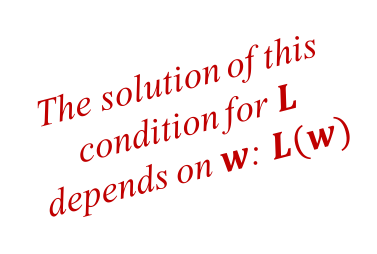 The solution of this
condition for L
depends on w: L(w)